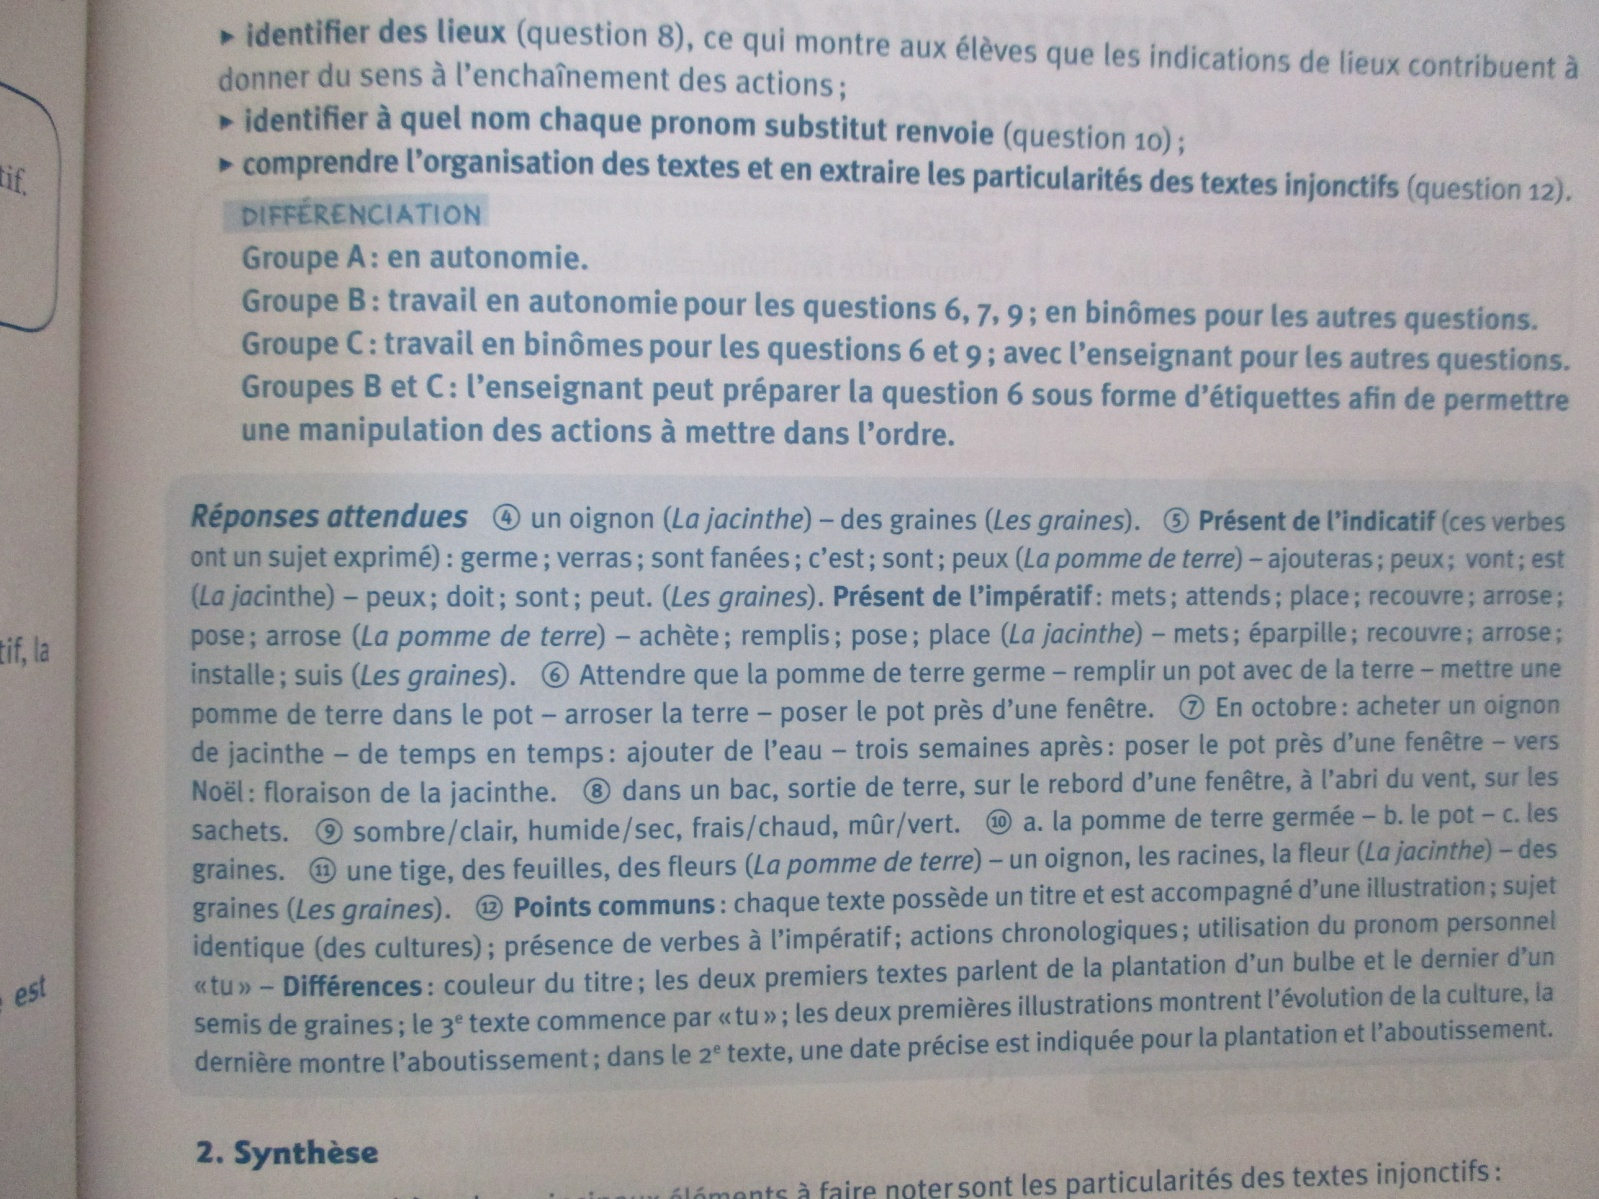 ► identifier des lieux (question 8), ce qui montre aux élèves que les indications de lieux contribuent à
donner du sens à l'enchaînement des actions ;
► identifier à quel nom chaque pronom substitut renvoie (question 10) ;
► comprendre l'organisation des textes et en extraire les particularités des textes injonctifs (question 12).
tif.
DIFFÉRENCIATION
Groupe A : en autonomie.
Groupe B : travail en autonomie pour les questions 6, 7, 9 ; en binômes pour les autres questions.
Groupe C : travail en binômes pour les questions 6 et 9 ; avec l'enseignant pour les autres questions.
Groupes B et C : l'enseignant peut préparer la question 6 sous forme d'étiquettes afin de permettre
une manipulation des actions à mettre dans l'ordre.
Réponses attendues ④ un oignon (La jacinthe) – des graines (Les graines). ⑤ Présent de l'indicatif (ces verbes
ont un sujet exprimé) : germe ; verras ; sont fanées ; c'est ; sont ; peux (La pomme de terre) – ajouteras ; peux ; vont ; est
(La jacinthe) – peux ; doit ; sont ; peut. (Les graines). Présent de l'impératif : mets ; attends ; place ; recouvre ; arrose ;
pose ; arrose (La pomme de terre) – achète ; remplis ; pose ; place (La jacinthe) – mets ; éparpille ; recouvre ; arrose ;
tif, la
installe ; suis (Les graines). ⑥ Attendre que la pomme de terre germe – remplir un pot avec de la terre – mettre une
pomme de terre dans le pot – arroser la terre – poser le pot près d'une fenêtre. ⑦ En octobre : acheter un oignon
de jacinthe – de temps en temps : ajouter de l'eau – trois semaines après : poser le pot près d'une fenêtre – vers
Noël : floraison de la jacinthe. ⑧ dans un bac, sortie de terre, sur le rebord d'une fenêtre, à l'abri du vent, sur les
sachets. ⑨ sombre/clair, humide/sec, frais/chaud, mûr/vert. ⑩ a. la pomme de terre germée – b. le pot – c. les
graines. ⑪ une tige, des feuilles, des fleurs (La pomme de terre) – un oignon, les racines, la fleur (La jacinthe) – des
graines (Les graines). ⑫ Points communs : chaque texte possède un titre et est accompagné d'une illustration ; sujet
identique (des cultures) ; présence de verbes à l'impératif ; actions chronologiques ; utilisation du pronom personnel
« tu » – Différences : couleur du titre ; les deux premiers textes parlent de la plantation d'un bulbe et le dernier d'un
est
semis de graines ; le 3e texte commence par « tu » ; les deux premières illustrations montrent l'évolution de la culture, la
dernière montre l'aboutissement ; dans le 2e texte, une date précise est indiquée pour la plantation et l'aboutissement.
2. Synthèse
éléments à faire noter sont les particularités des textes injonctifs :